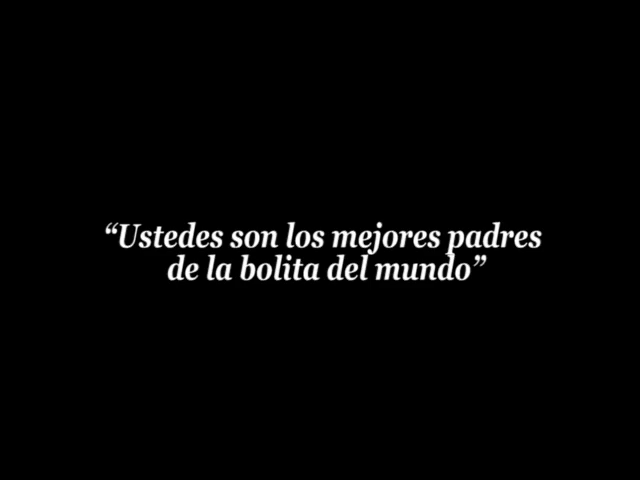 “Ustedes son los mejores padres
de la bolita del mundo”